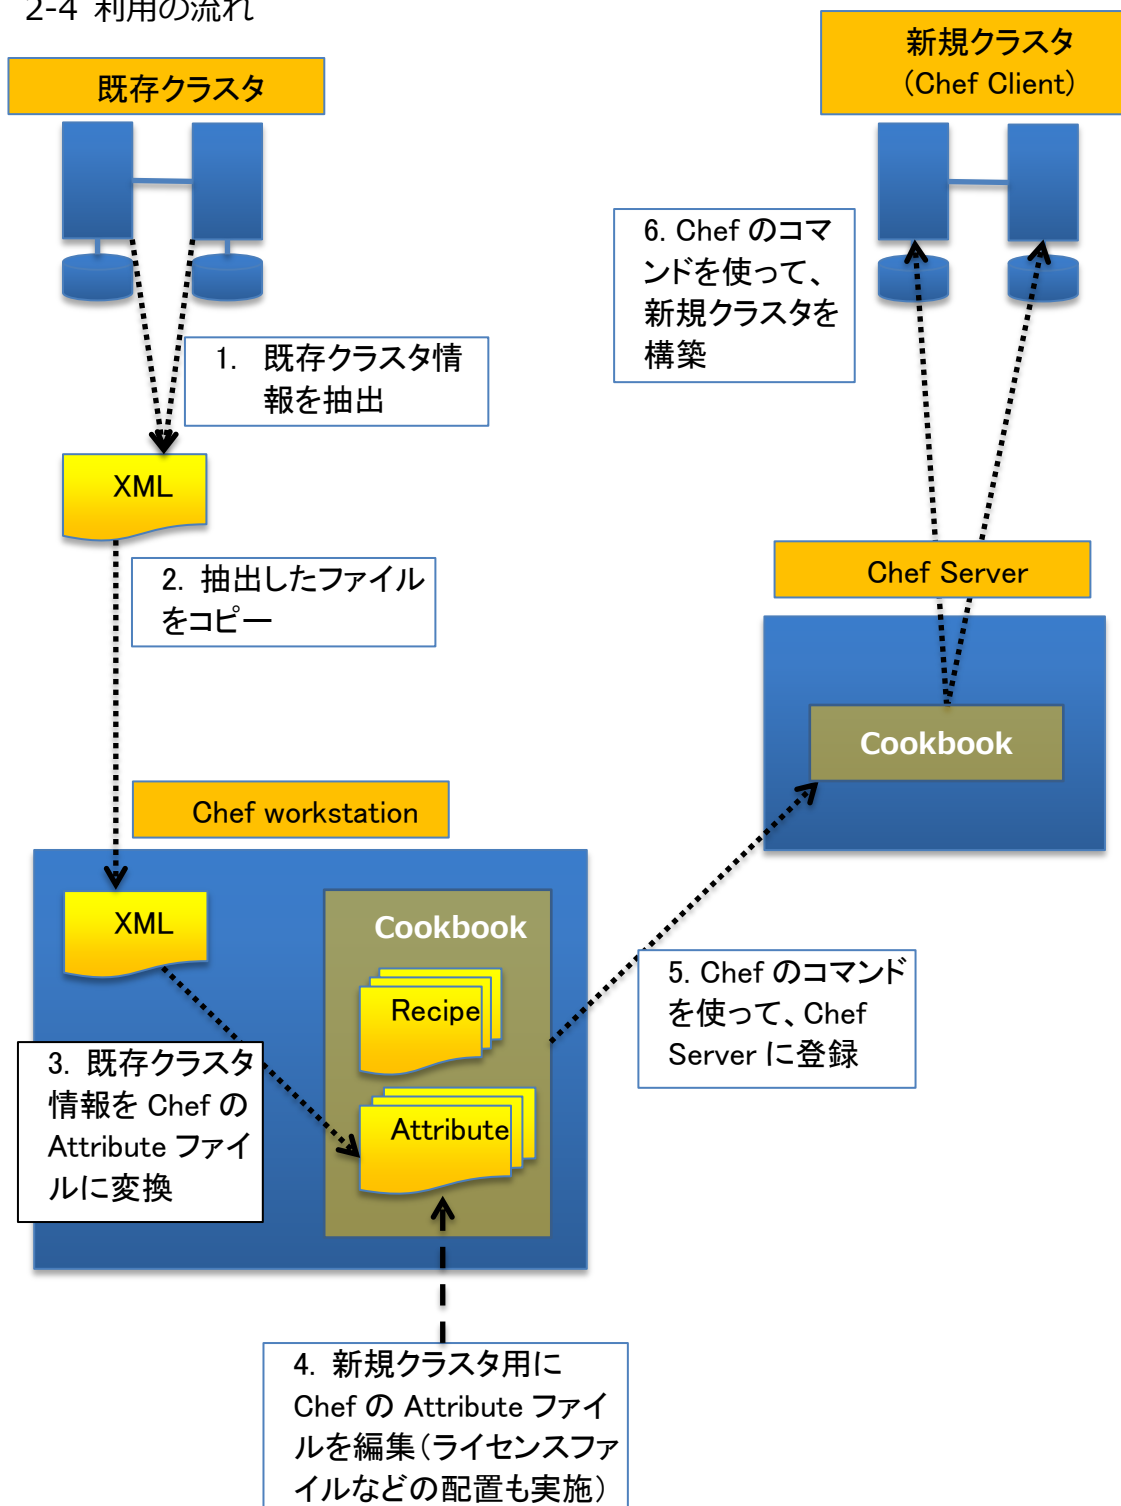 2-4 利用の流れ
既存クラスタ
新規クラスタ
(Chef Client)
6. Chef のコマ
ンドを使って、
新規クラスタを
構築
1. 既存クラスタ情
報を抽出
XML
2. 抽出したファイル
をコピー
Chef Server
Cookbook
Chef workstation
XML
Cookbook
Recipe
Attribute
5. Chef のコマンド
を使って、Chef
Server に登録
3. 既存クラスタ
情報を Chef の
Attribute ファイ
ルに変換
4. 新規クラスタ用に
Chef の Attribute ファイ
ルを編集(ライセンスファ
イルなどの配置も実施)